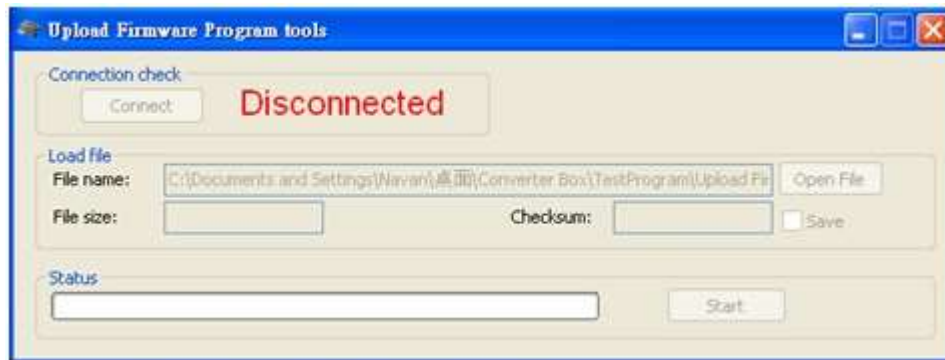 Upload Firmware Program tools
Connection check
Connect Disconnected
Load file
File name: C:\Documents and Settings\Navan\桌面\Converter Box\TestProgram\Upload Fir Open File
File size: Checksum: Save
Status
Start